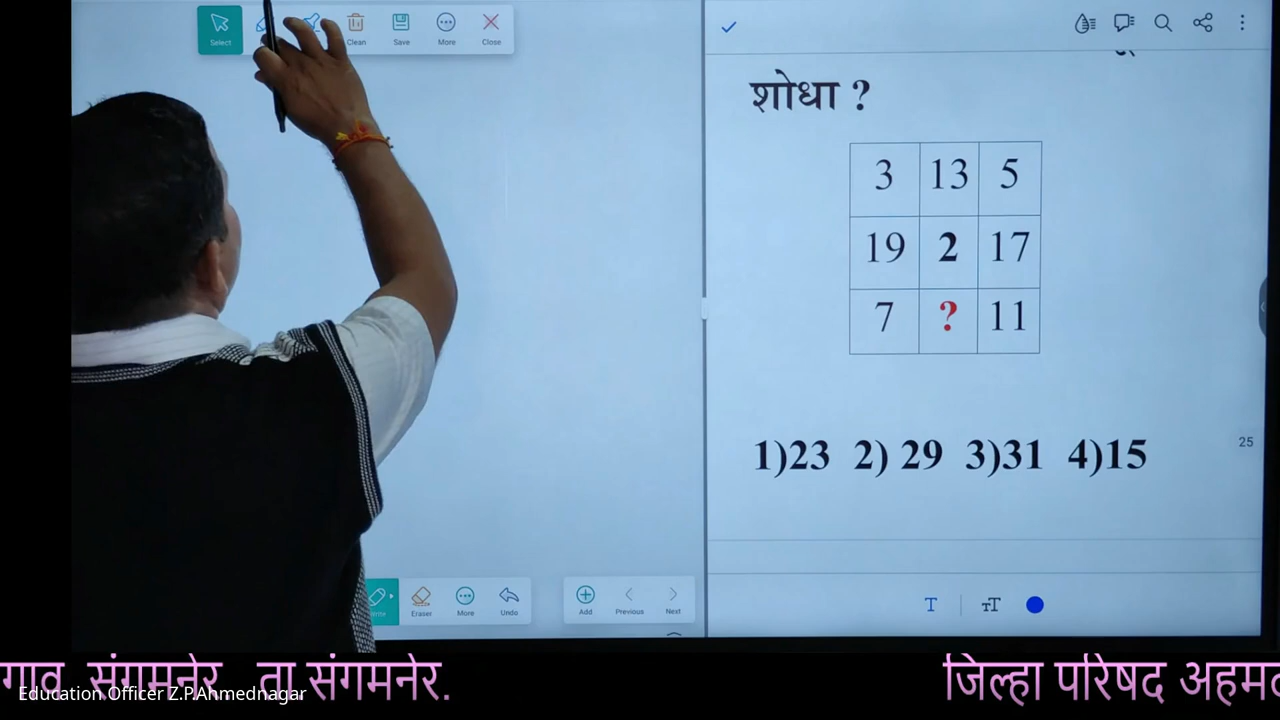 Select
Clean
Save
More
Close
शोधा ?
3 13 5
19 2 17
7 ? 11
1)23 2) 29 3)31 4)15
25
Eraser
More
Undo
Add
Previous
Next
T
TT
गाव संगमनेर ता संगमनेर.
जिल्हा परिषद
Education Officer Z.P.Ahmednagar